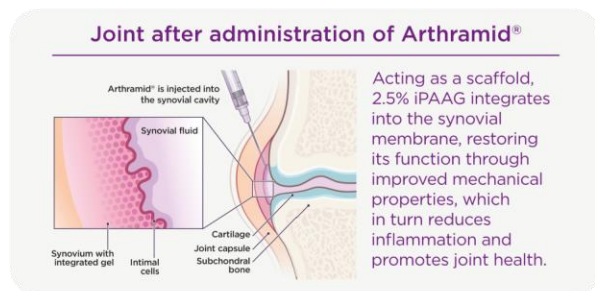 Joint after administration of Arthramid®
Arthramid® is injected into
the synovial cavity
Synovial fluid
Cartilage
Joint capsule
Subchondral
bone
Synovium with
integrated gel
Intimal
cells
Acting as a scaffold,
2.5% iPAAG integrates
into the synovial
membrane, restoring
its function through
improved mechanical
properties, which
in turn reduces
inflammation and
promotes joint health.